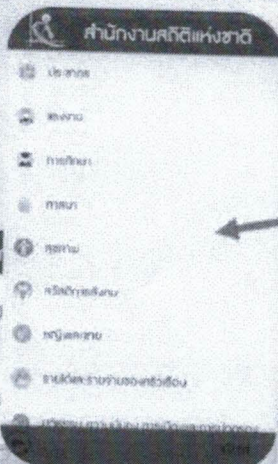 สำนักงานสถิติแห่งชาติ
ประชากร
แรงงาน
การศึกษา
ศาสนา
สุขภาพ
สวัสดิการสังคม
หญิงและชาย
รายได้และรายจ่ายของครัวเรือน